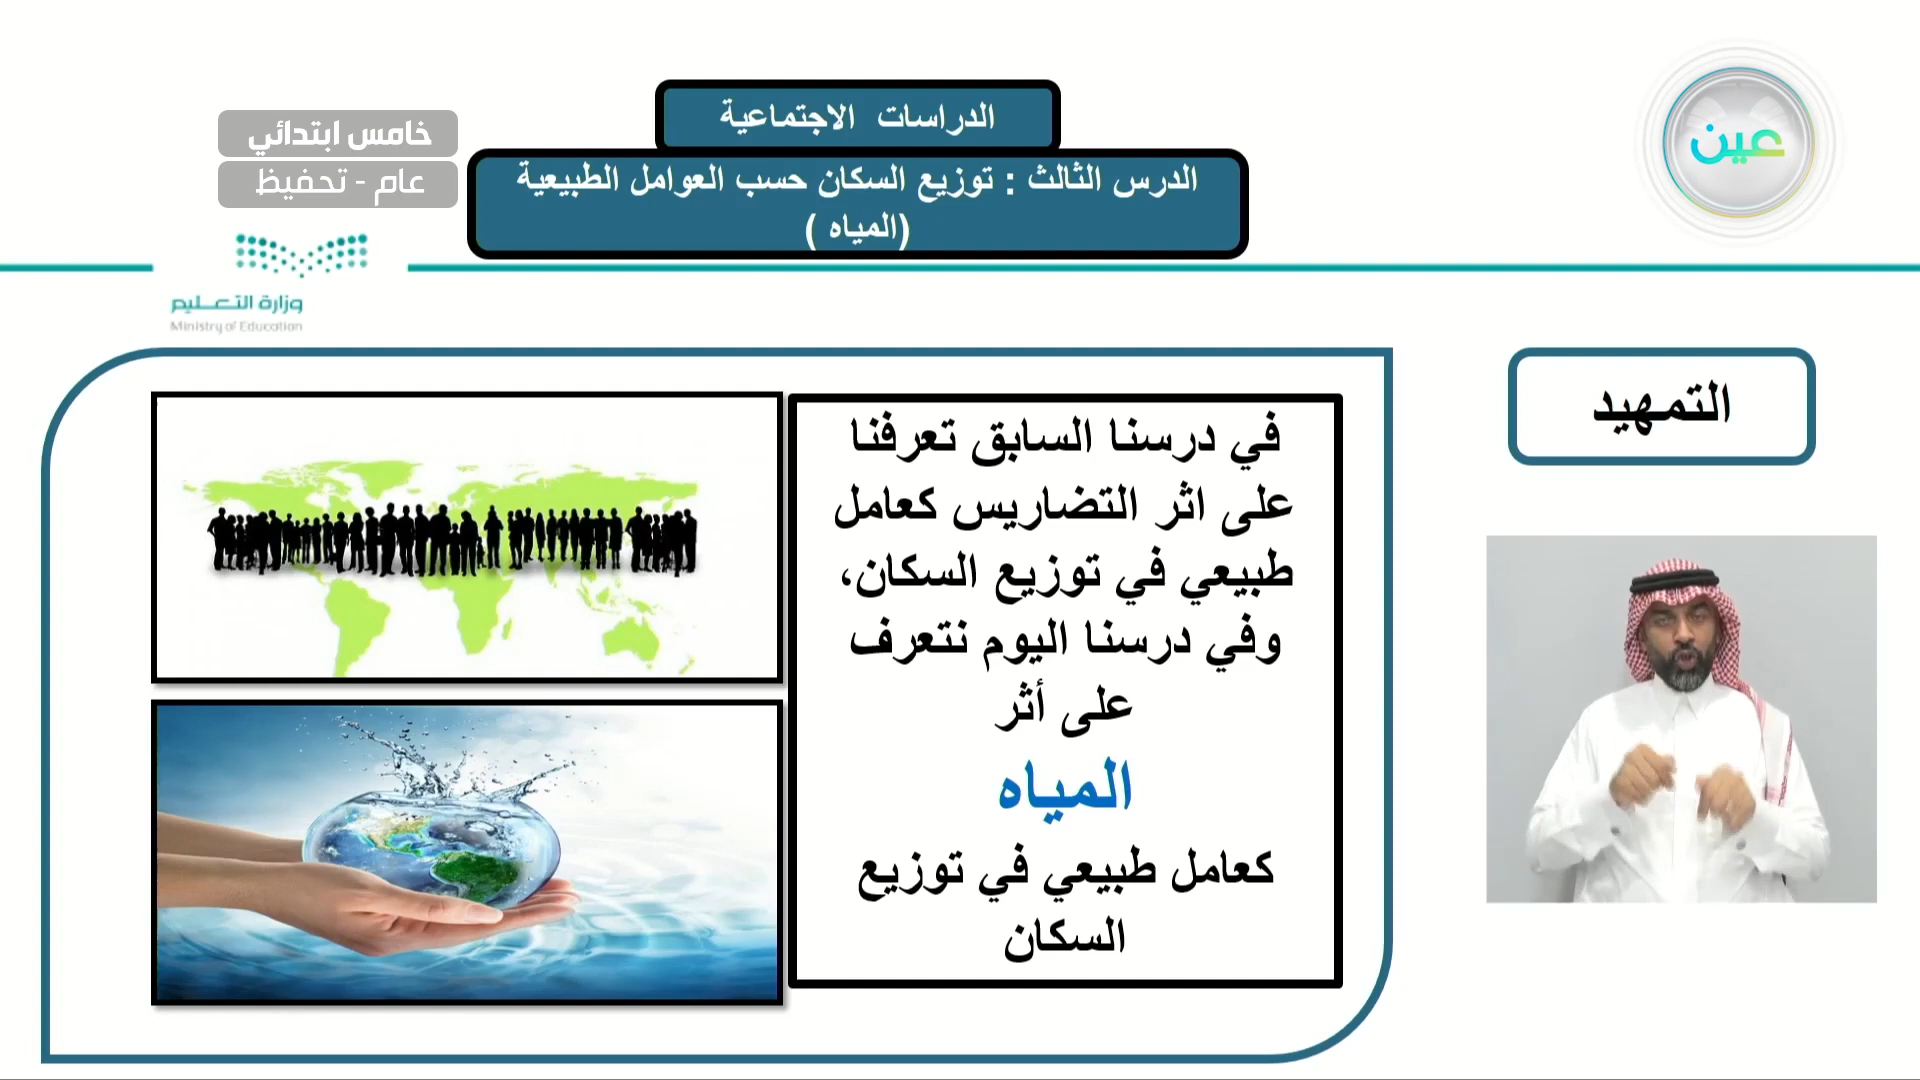 الدراسات الاجتماعية
خامس ابتدائي
عام - تحفيظ
الدرس الثالث : توزيع السكان حسب العوامل الطبيعية
(المياه )
عين
وزارة التعليم
Ministry of Education
التمهيد
في درسنا السابق تعرفنا
على اثر التضاريس كعامل
طبيعي في توزيع السكان،
وفي درسنا اليوم نتعرف
على أثر
المياه
كعامل طبيعي في توزيع
السكان